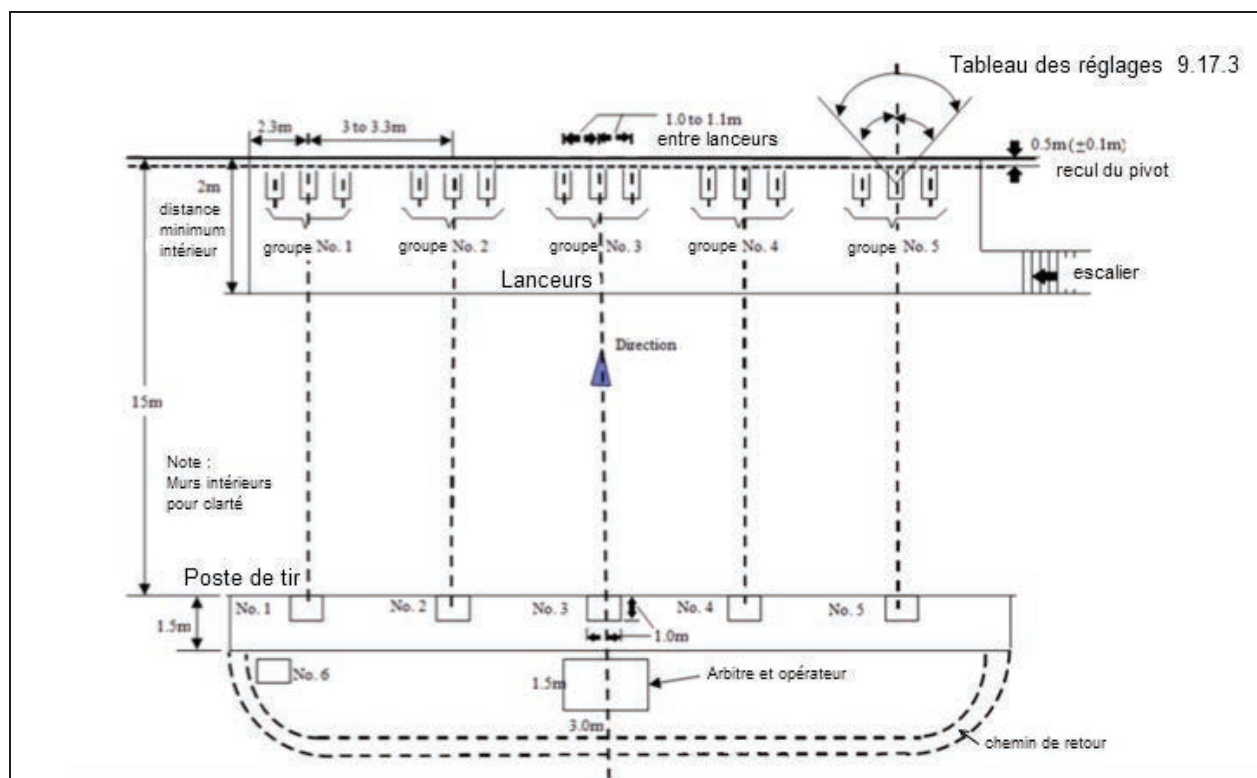 Tableau des réglages 9.17.3
2.3m
3 to 3.3m
1.0 to 1.1m
entre lanceurs
0.5m (±0.1m)
recul du pivot
2m
distance
minimum
intérieur
groupe No. 1
groupe No. 2
groupe No. 3
groupe No. 4
groupe No. 5
Lanceurs
escalier
Direction
15m
Note :
Murs intérieurs
pour clarté
Poste de tir
No. 1
No. 2
No. 3
No. 4
No. 5
1.5m
1.0m
No. 6
1.5m
Arbitre et opérateur
3.0m
chemin de retour